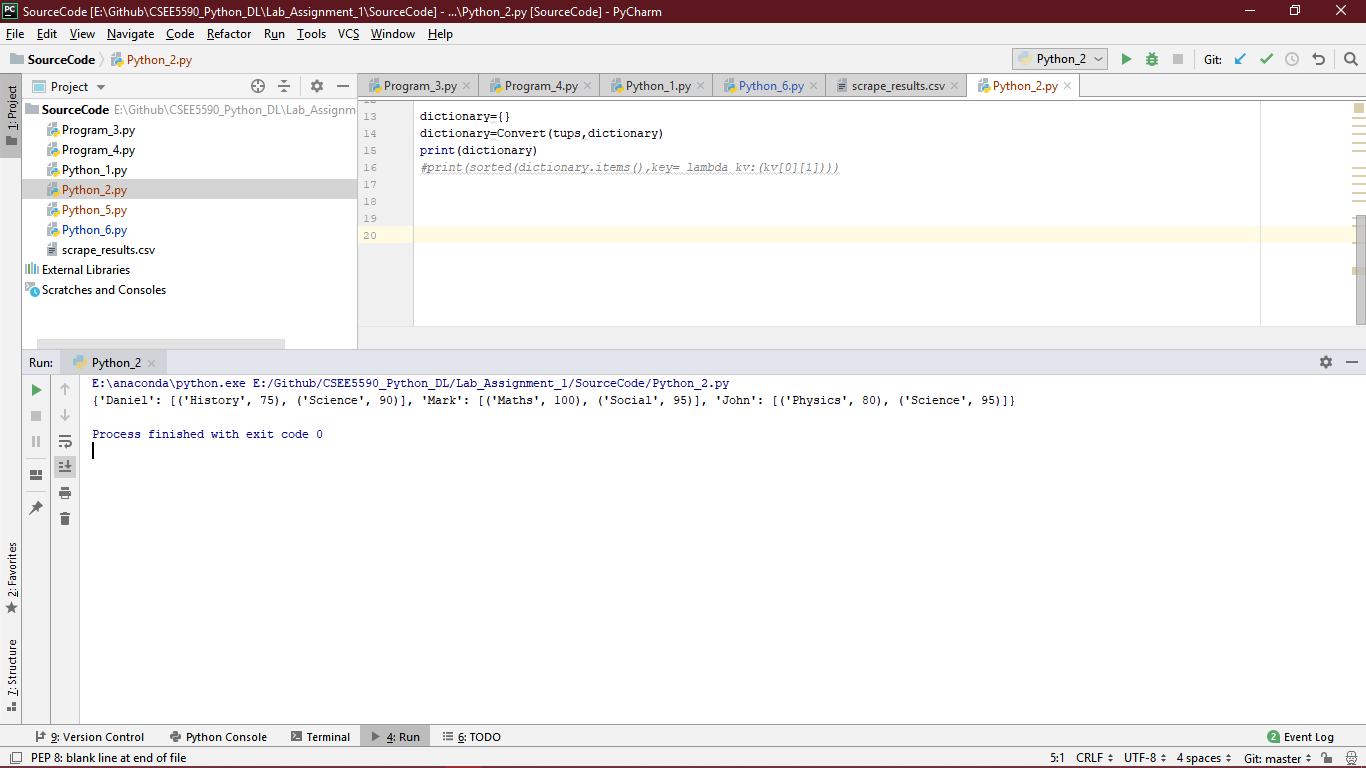 SourceCode [E:\Github\CSEE5590_Python_DL\Lab_Assignment_1\SourceCode] - ...\Python_2.py [SourceCode] - PyCharm
File Edit View Navigate Code Refactor Run Tools VCS Window Help
SourceCode Python_2.py Python_2 Git:
Project Program_3.py Program_4.py Python_1.py Python_6.py scrape_results.csv Python_2.py
1: Project
SourceCode E:\Github\CSEE5590_Python_DL\Lab_Assignm
Program_3.py
Program_4.py
Python_1.py
Python_2.py
Python_5.py
Python_6.py
scrape_results.csv
External Libraries
Scratches and Consoles
13 dictionary={}
14 dictionary=Convert(tups,dictionary)
15 print(dictionary)
16 #print(sorted(dictionary.items(),key= lambda kv:(kv[0][1])))
17
18
19
20
Run: Python_2
E:\anaconda\python.exe E:/Github/CSEE5590_Python_DL/Lab_Assignment_1/SourceCode/Python_2.py
{'Daniel': [('History', 75), ('Science', 90)], 'Mark': [('Maths', 100), ('Social', 95)], 'John': [('Physics', 80), ('Science', 95)]}
Process finished with exit code 0
2: Favorites
7: Structure
9: Version Control Python Console Terminal 4: Run 6: TODO 2 Event Log
PEP 8: blank line at end of file 5:1 CRLF UTF-8 4 spaces Git: master